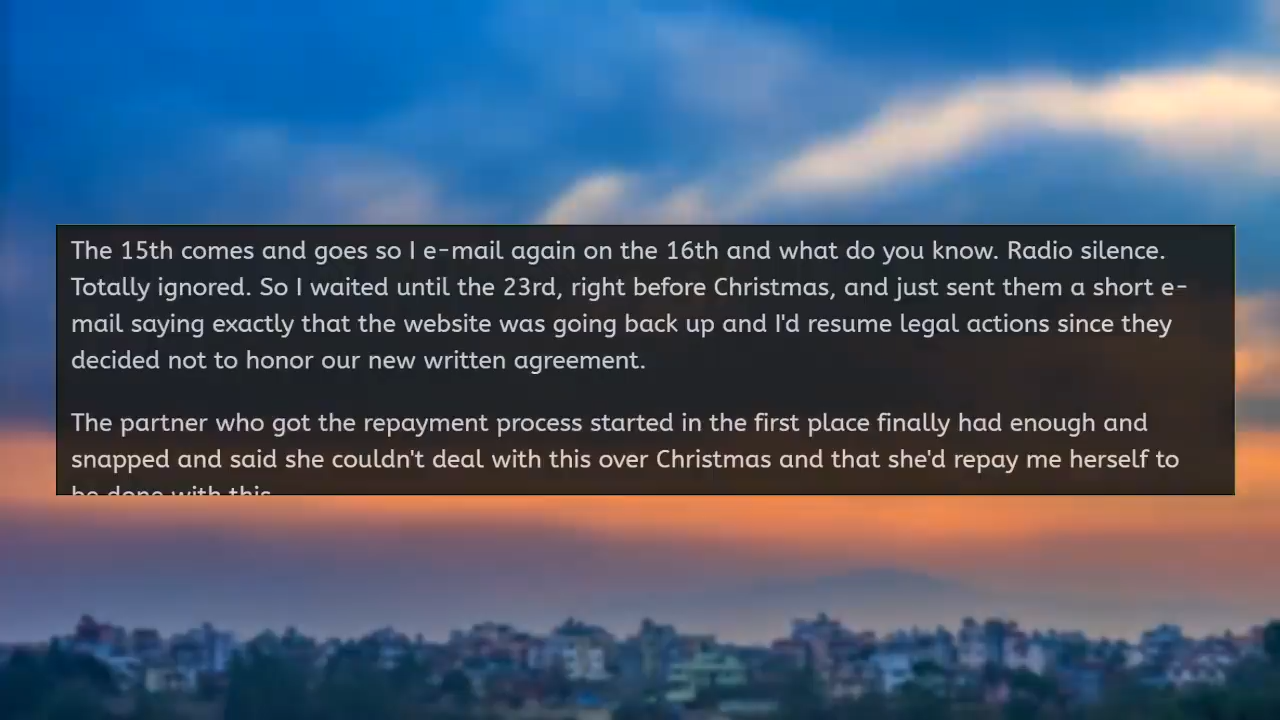 The 15th comes and goes so I e-mail again on the 16th and what do you know. Radio silence.
Totally ignored. So I waited until the 23rd, right before Christmas, and just sent them a short e-
mail saying exactly that the website was going back up and I'd resume legal actions since they
decided not to honor our new written agreement.
The partner who got the repayment process started in the first place finally had enough and
snapped and said she couldn't deal with this over Christmas and that she'd repay me herself to
be done with this